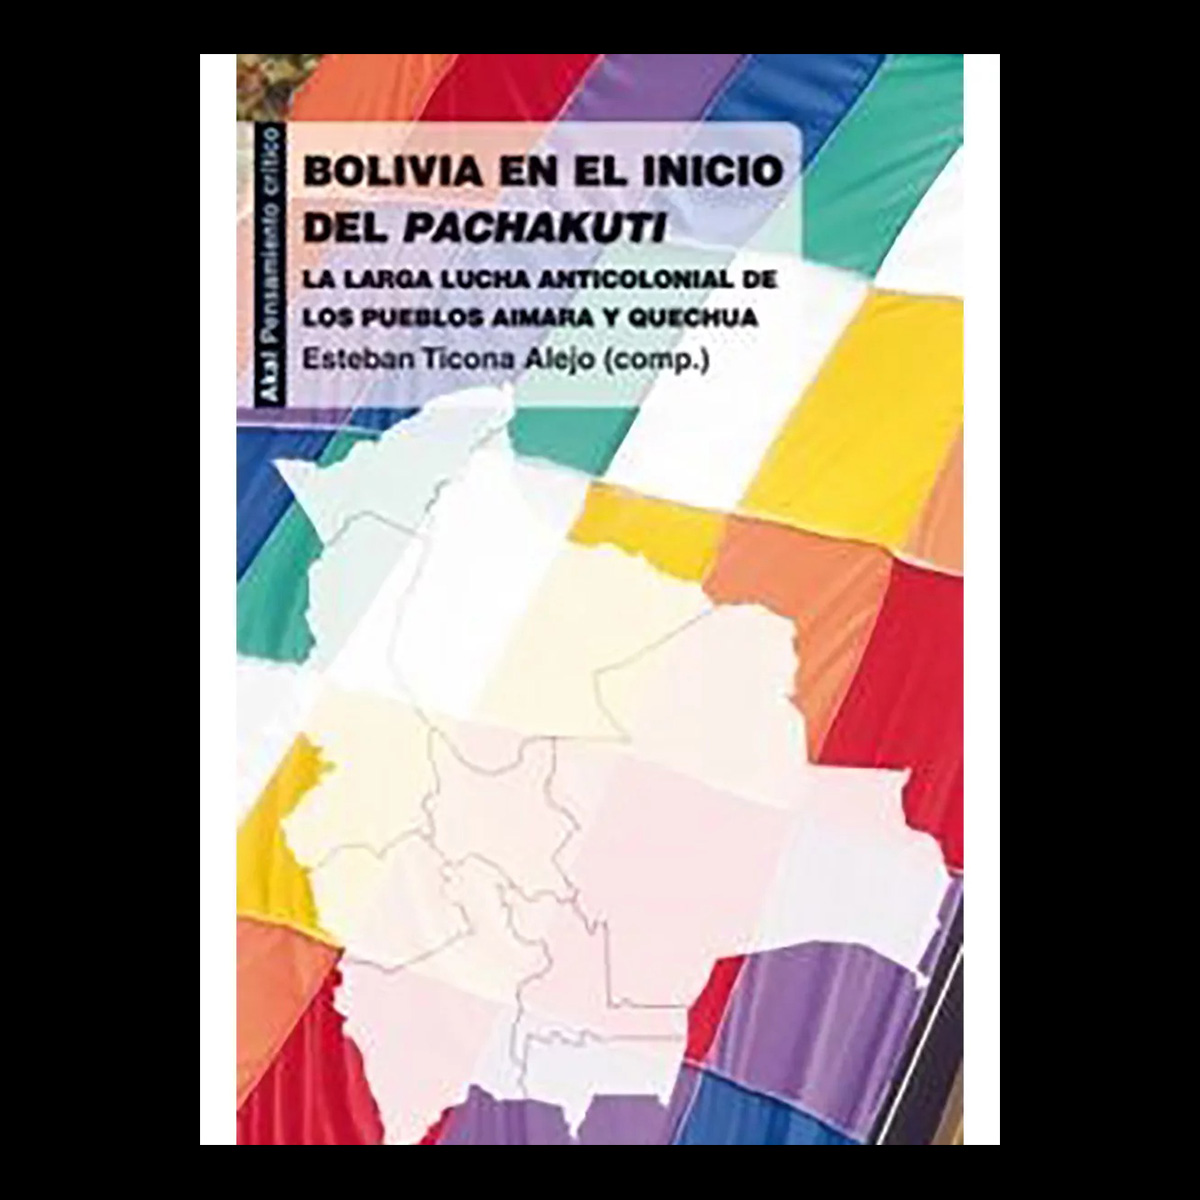 BOLIVIA EN EL INICIO
DEL PACHAKUTI
LA LARGA LUCHA ANTICOLONIAL DE
LOS PUEBLOS AIMARA Y QUECHUA
Esteban Ticona Alejo (comp.)
Akal Pensamiento crítico